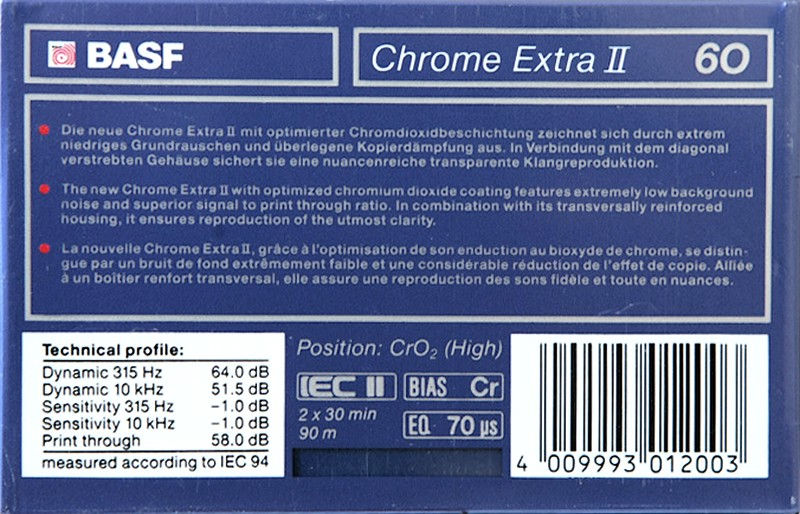 BASF
Chrome Extra II 60
Die neue Chrome Extra II mit optimierter Chromdioxidbeschichtung zeichnet sich durch extrem
niedriges Grundrauschen und überlegene Kopierdämpfung aus. In Verbindung mit dem diagonal
verstrebten Gehäuse sichert sie eine nuancenreiche transparente Klangreproduktion.
The new Chrome Extra II with optimized chromium dioxide coating features extremely low background
noise and superior signal to print through ratio. In combination with its transversally reinforced
housing, it ensures reproduction of the utmost clarity.
La nouvelle Chrome Extra II, grâce à l'optimisation de son enduction au bioxyde de chrome, se distin-
gue par un bruit de fond extrêmement faible et une considérable réduction de l'effet de copie. Alliée
à un boîtier renfort transversal, elle assure une reproduction des sons fidèle et toute en nuances.
Technical profile:
Dynamic 315 Hz 64.0 dB
Dynamic 10 kHz 51.5 dB
Sensitivity 315 Hz −1.0 dB
Sensitivity 10 kHz −1.0 dB
Print through 58.0 dB
measured according to IEC 94
Position: CrO₂ (High)
IEC II BIAS Cr
2 x 30 min
90 m
EQ 70 µs
4 009993 012003